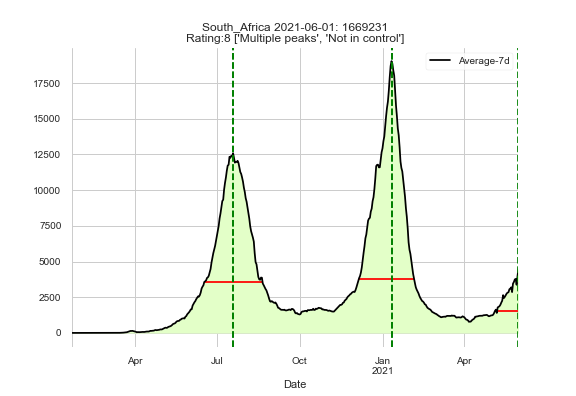 South_Africa 2021-06-01: 1669231
Rating:8 ['Multiple peaks', 'Not in control']
Average-7d
17500
15000
12500
10000
7500
5000
2500
0
Apr
Jul
Oct
Jan
2021
Apr
Date